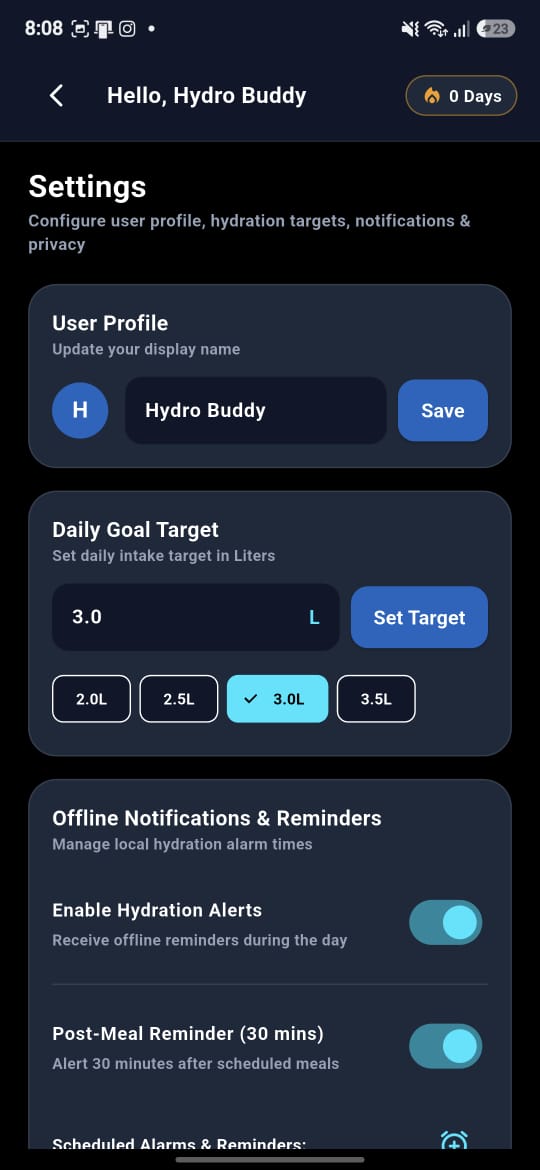 8:08
23
Hello, Hydro Buddy
0 Days
Settings
Configure user profile, hydration targets, notifications &
privacy
User Profile
Update your display name
H
Hydro Buddy
Save
Daily Goal Target
Set daily intake target in Liters
3.0
L
Set Target
2.0L
2.5L
3.0L
3.5L
Offline Notifications & Reminders
Manage local hydration alarm times
Enable Hydration Alerts
Receive offline reminders during the day
Post-Meal Reminder (30 mins)
Alert 30 minutes after scheduled meals
Scheduled Alarms & Reminders: